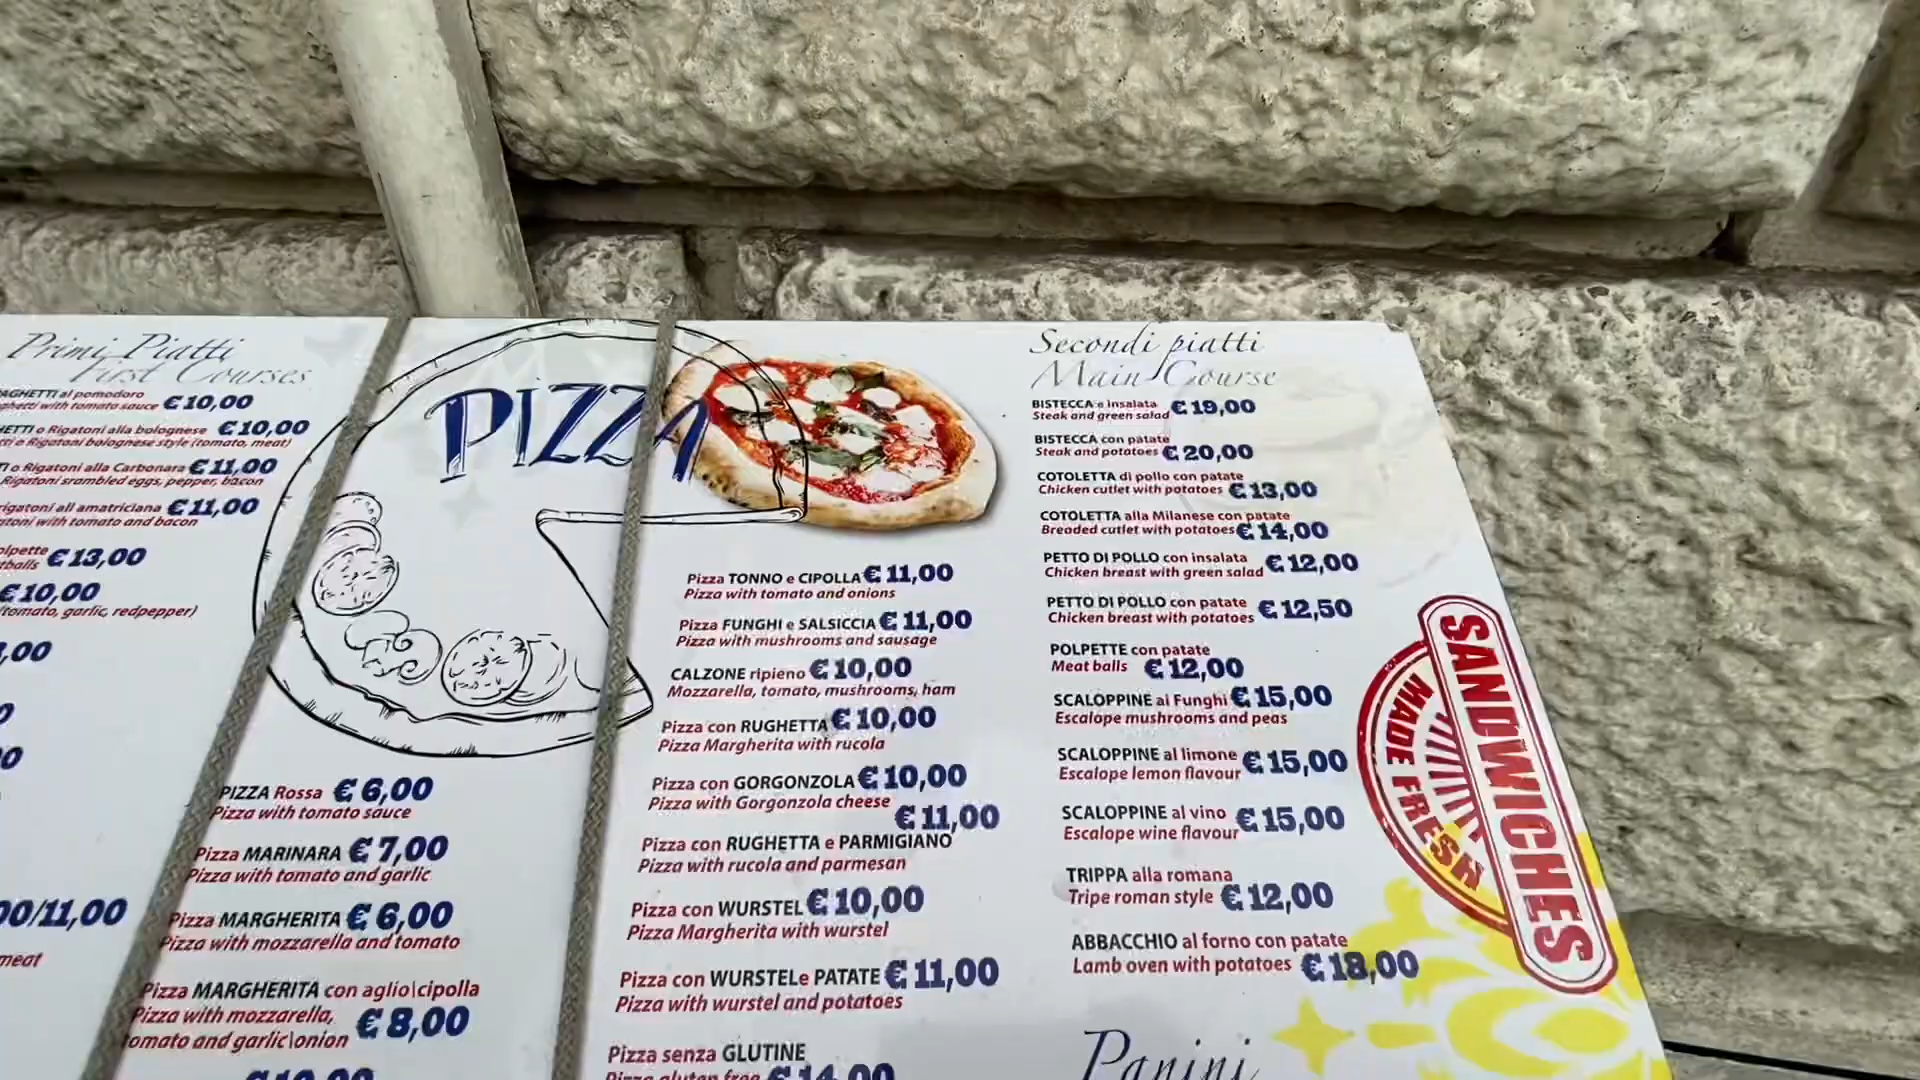 Primi Piatti
First Courses
al pomodoro
with tomato sauce €10,00
o Rigatoni alla bolognese €10,00
o Rigatoni bolognese style (tomato, meat)
o Rigatoni alla Carbonara €11,00
Rigatoni srambled eggs, pepper, bacon
rigatoni all amatriciana €11,00
with tomato and bacon
€13,00
€10,00
tomato, garlic, redpepper)
,00
00/11,00
meat
PIZZA
PIZZA Rossa €6,00
Pizza with tomato sauce
Pizza MARINARA €7,00
Pizza with tomato and garlic
Pizza MARGHERITA €6,00
Pizza with mozzarella and tomato
Pizza MARGHERITA con aglio\cipolla
Pizza with mozzarella,
tomato and garlic\onion €8,00
Pizza TONNO e CIPOLLA €11,00
Pizza with tomato and onions
Pizza FUNGHI e SALSICCIA €11,00
Pizza with mushrooms and sausage
CALZONE ripieno €10,00
Mozzarella, tomato, mushrooms, ham
Pizza con RUGHETTA €10,00
Pizza Margherita with rucola
Pizza con GORGONZOLA €10,00
Pizza with Gorgonzola cheese
€11,00
Pizza con RUGHETTA e PARMIGIANO
Pizza with rucola and parmesan
Pizza con WURSTEL €10,00
Pizza Margherita with wurstel
Pizza con WURSTELe PATATE €11,00
Pizza with wurstel and potatoes
Pizza senza GLUTINE
Pizza gluten free €14,00
Secondi piatti
Main Course
BISTECCA e insalata
Steak and green salad €19,00
BISTECCA con patate
Steak and potatoes €20,00
COTOLETTA di pollo con patate
Chicken cutlet with potatoes €13,00
COTOLETTA alla Milanese con patate
Breaded cutlet with potatoes €14,00
PETTO DI POLLO con insalata
Chicken breast with green salad €12,00
PETTO DI POLLO con patate
Chicken breast with potatoes €12,50
POLPETTE con patate
Meat balls €12,00
SCALOPPINE ai Funghi €15,00
Escalope mushrooms and peas
SCALOPPINE al limone
Escalope lemon flavour €15,00
SCALOPPINE al vino
Escalope wine flavour €15,00
TRIPPA alla romana
Tripe roman style €12,00
ABBACCHIO al forno con patate
Lamb oven with potatoes €18,00
Panini
SANDWICHES
MADE FRESH